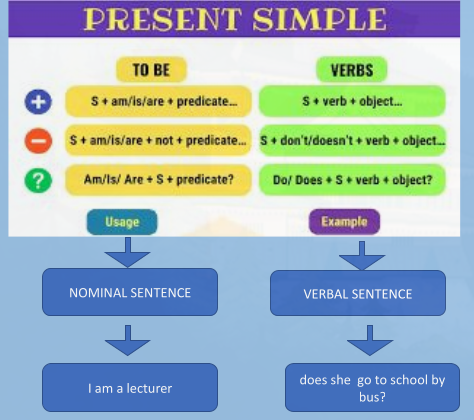 PRESENT SIMPLE
TO BE
VERBS
+
S + am/is/are + predicate...
S + verb + object...
−
S + am/is/are + not + predicate...
S + don't/doesn't + verb + object...
?
Am/Is/ Are + S + predicate?
Do/ Does + S + verb + object?
Usage
Example
NOMINAL SENTENCE
VERBAL SENTENCE
I am a lecturer
does she go to school by
bus?